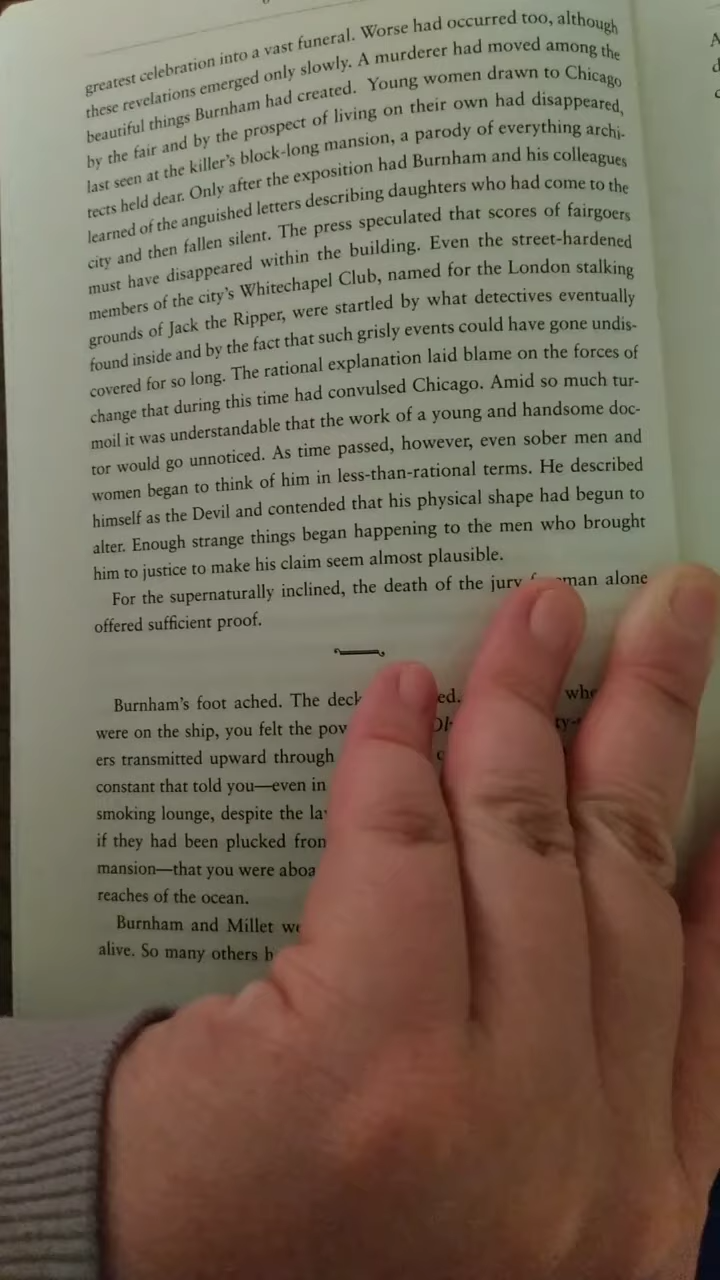 greatest celebration into a vast funeral. Worse had occurred too, although
these revelations emerged only slowly. A murderer had moved among the
beautiful things Burnham had created. Young women drawn to Chicago
by the fair and by the prospect of living on their own had disappeared,
last seen at the killer's block-long mansion, a parody of everything archi-
tects held dear. Only after the exposition had Burnham and his colleagues
learned of the anguished letters describing daughters who had come to the
city and then fallen silent. The press speculated that scores of fairgoers
must have disappeared within the building. Even the street-hardened
members of the city's Whitechapel Club, named for the London stalking
grounds of Jack the Ripper, were startled by what detectives eventually
found inside and by the fact that such grisly events could have gone undis-
covered for so long. The rational explanation laid blame on the forces of
change that during this time had convulsed Chicago. Amid so much tur-
moil it was understandable that the work of a young and handsome doc-
tor would go unnoticed. As time passed, however, even sober men and
women began to think of him in less-than-rational terms. He described
himself as the Devil and contended that his physical shape had begun to
alter. Enough strange things began happening to the men who brought
him to justice to make his claim seem almost plausible.
For the supernaturally inclined, the death of the jury man alone
offered sufficient proof.
Burnham's foot ached. The deck
were on the ship, you felt the
ers transmitted upward through
constant that told you—even in
smoking lounge, despite the
if they had been plucked
mansion—that you were
reaches of the ocean.
Burnham and Millet
alive. So many others